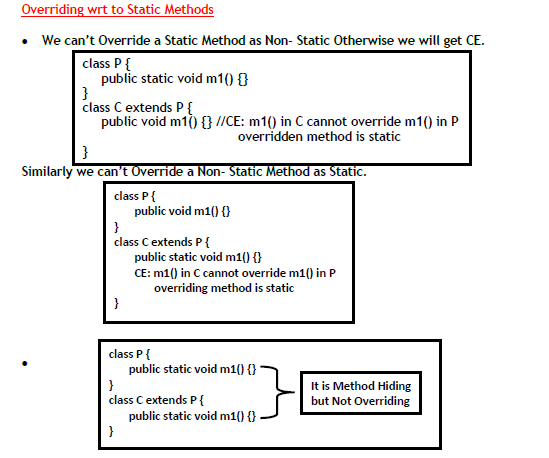 Overriding wrt to Static Methods
• We can't Override a Static Method as Non- Static Otherwise we will get CE.
class P {
public static void m1() {}
}
class C extends P {
public void m1() {} //CE: m1() in C cannot override m1() in P
overridden method is static
}
Similarly we can't Override a Non- Static Method as Static.
class P {
public void m1() {}
}
class C extends P {
public static void m1() {}
CE: m1() in C cannot override m1() in P
overriding method is static
}
•
class P {
public static void m1() {}
}
class C extends P {
public static void m1() {}
}
It is Method Hiding
but Not Overriding